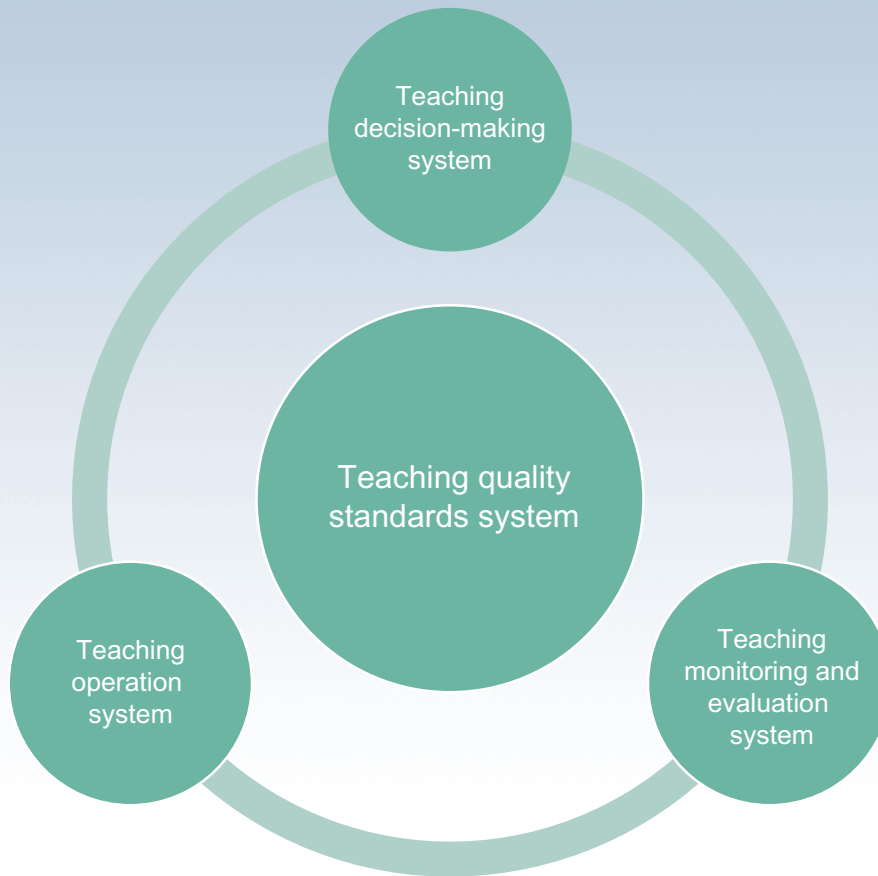 Teaching
decision-making
system
Teaching quality
standards system
Teaching
operation
system
Teaching
monitoring and
evaluation
system